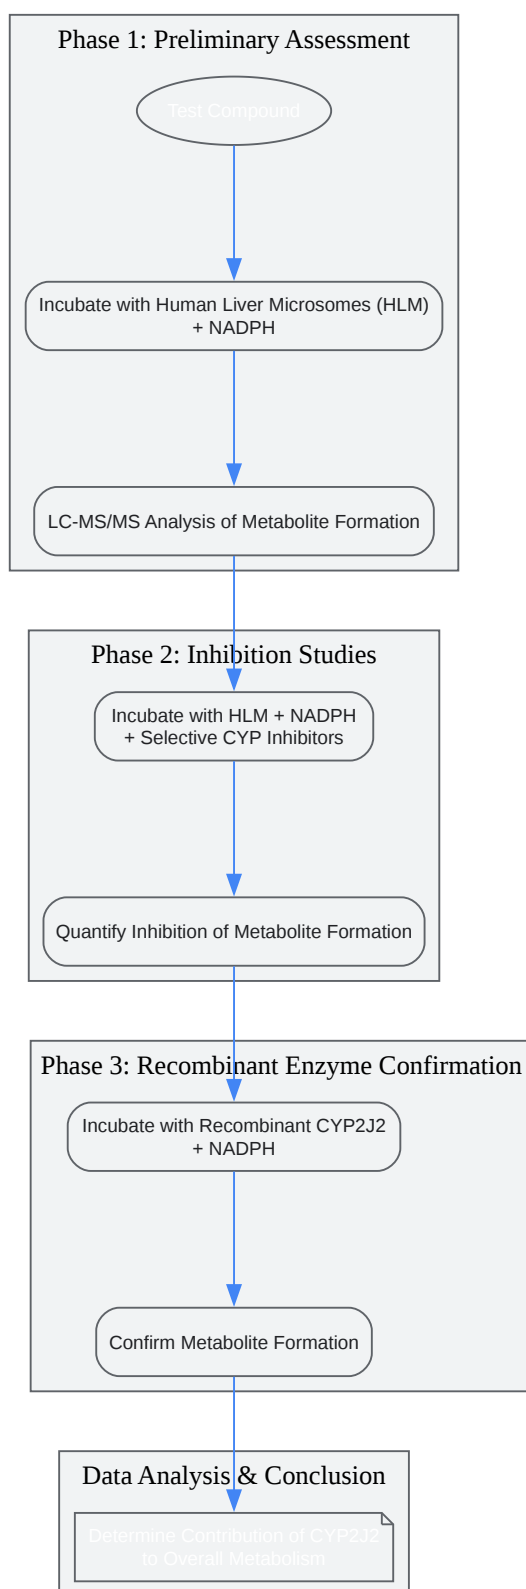 Phase 1: Preliminary Assessment
Test Compound
Incubate with Human Liver Microsomes (HLM)
+ NADPH
LC-MS/MS Analysis of Metabolite Formation
Phase 2: Inhibition Studies
Incubate with HLM + NADPH
+ Selective CYP Inhibitors
Quantify Inhibition of Metabolite Formation
Phase 3: Recombinant Enzyme Confirmation
Incubate with Recombinant CYP2J2
+ NADPH
Confirm Metabolite Formation
Data Analysis & Conclusion
Determine Contribution of CYP2J2
to Overall Metabolism